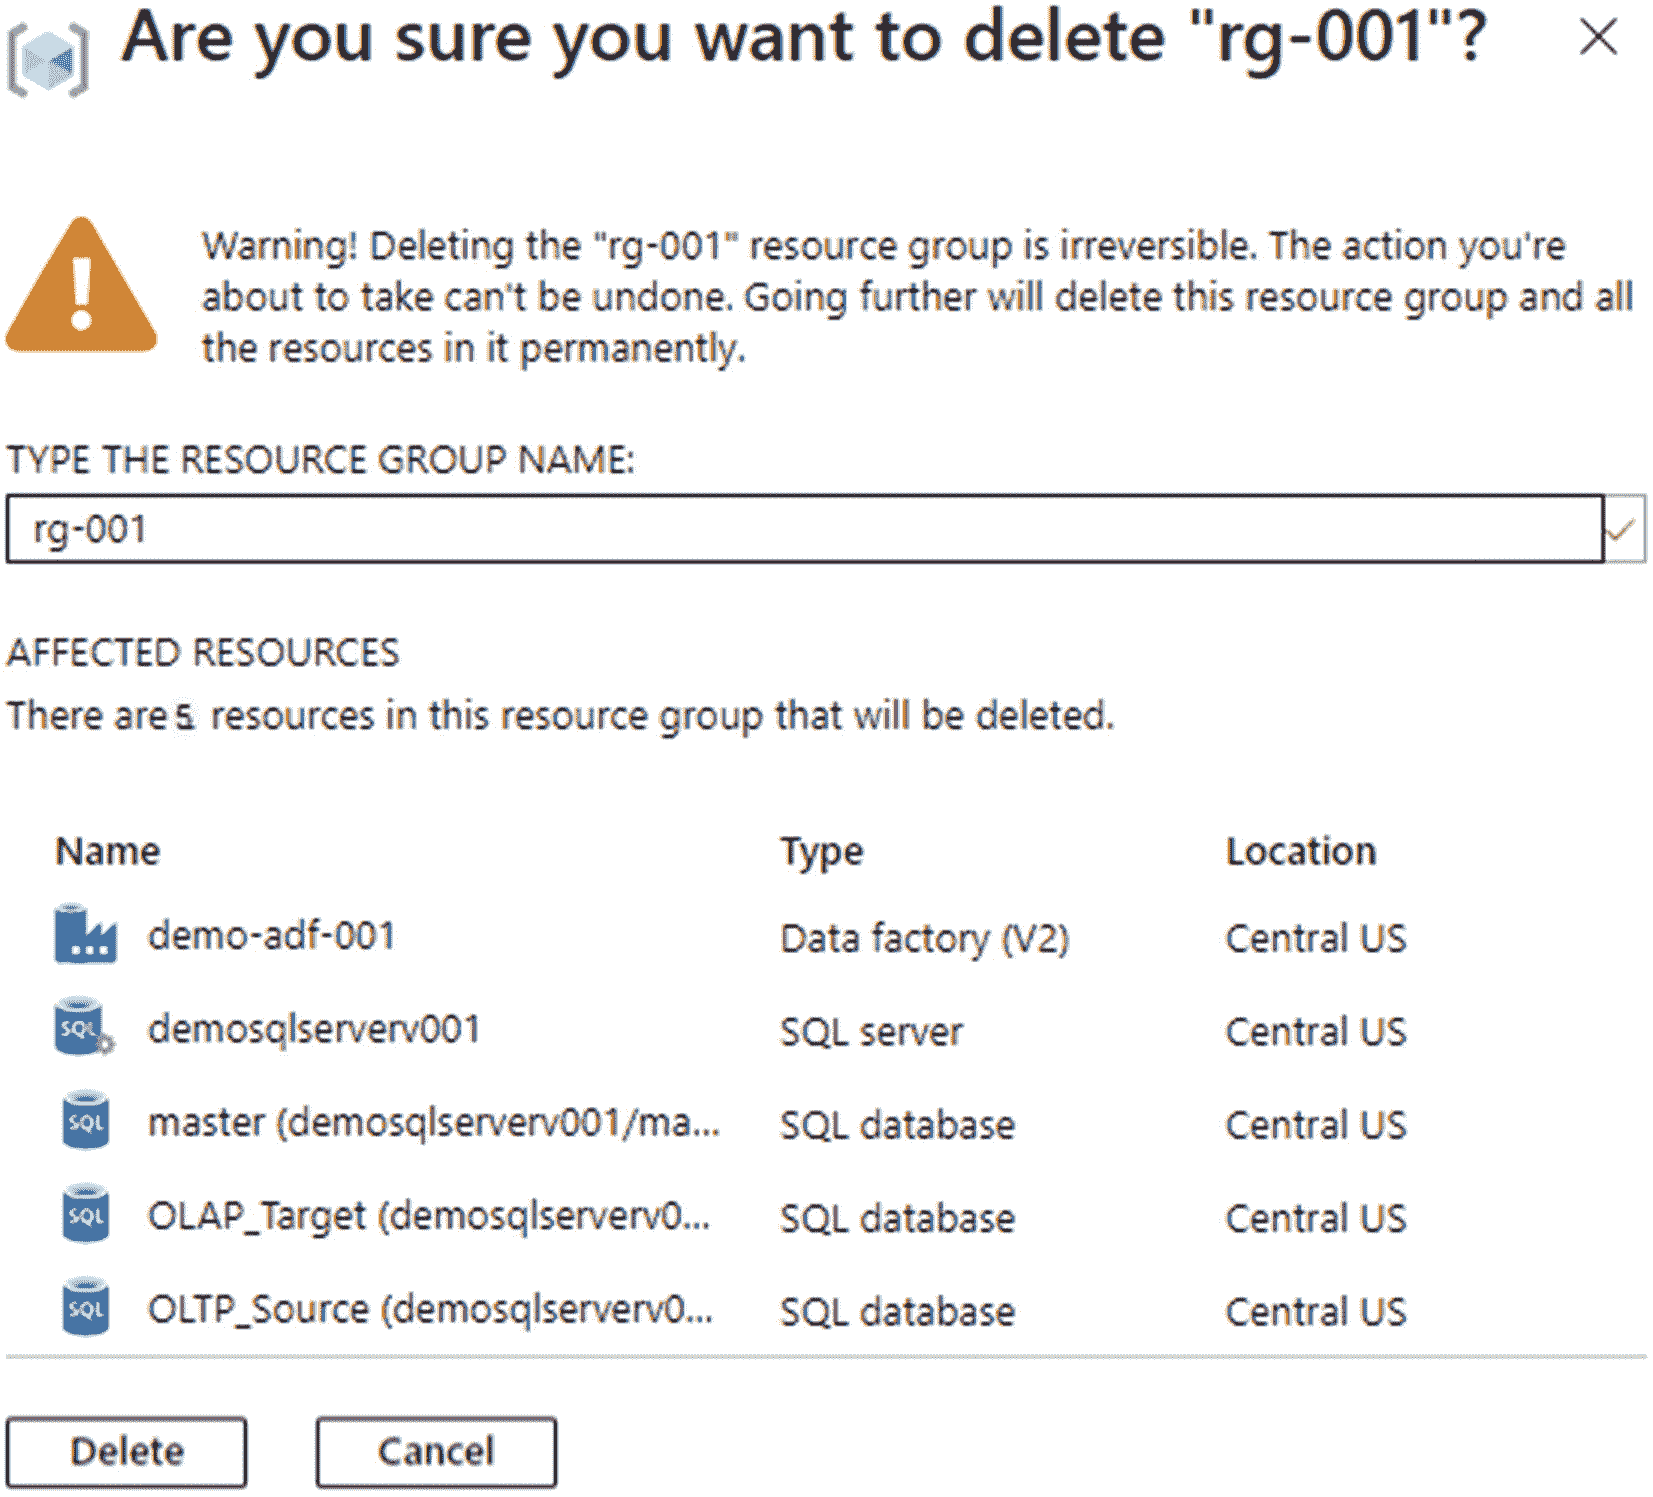 Are you sure you want to delete "rg-001"?
Warning! Deleting the "rg-001" resource group is irreversible. The action you're
about to take can't be undone. Going further will delete this resource group and all
the resources in it permanently.
TYPE THE RESOURCE GROUP NAME:
rg-001
AFFECTED RESOURCES
There are 5 resources in this resource group that will be deleted.
Name Type Location
demo-adf-001 Data factory (V2) Central US
demosqlserverv001 SQL server Central US
SQL
master (demosqlserverv001/ma... SQL database Central US
SQL
OLAP_Target (demosqlserverv0... SQL database Central US
SQL
OLTP_Source (demosqlserverv0... SQL database Central US
SQL
Delete Cancel